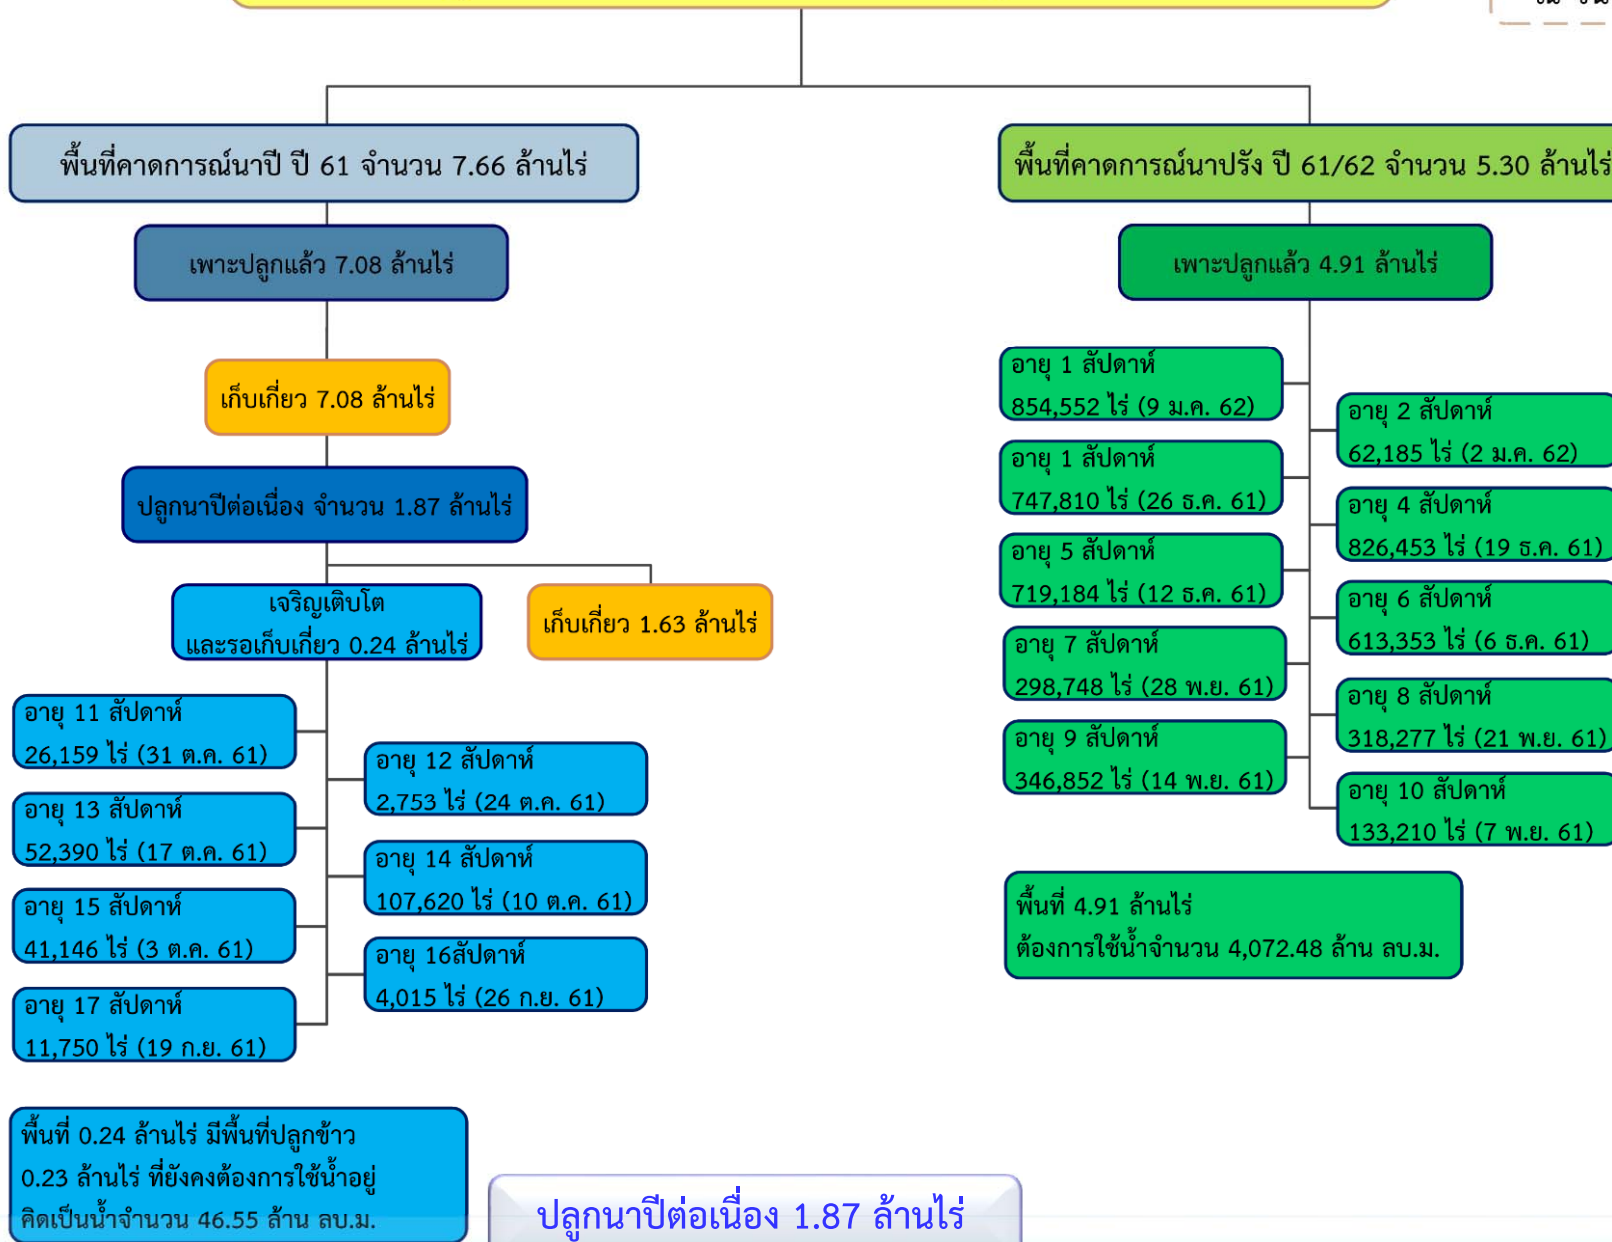 พื้นที่คาดการณ์นาปี ปี 61 จำนวน 7.66 ล้านไร่
เพาะปลูกแล้ว 7.08 ล้านไร่
เก็บเกี่ยว 7.08 ล้านไร่
ปลูกนาปีต่อเนื่อง จำนวน 1.87 ล้านไร่
เจริญเติบโต
และรอเก็บเกี่ยว 0.24 ล้านไร่
เก็บเกี่ยว 1.63 ล้านไร่
อายุ 11 สัปดาห์
26,159 ไร่ (31 ต.ค. 61)
อายุ 12 สัปดาห์
2,753 ไร่ (24 ต.ค. 61)
อายุ 13 สัปดาห์
52,390 ไร่ (17 ต.ค. 61)
อายุ 14 สัปดาห์
107,620 ไร่ (10 ต.ค. 61)
อายุ 15 สัปดาห์
41,146 ไร่ (3 ต.ค. 61)
อายุ 16สัปดาห์
4,015 ไร่ (26 ก.ย. 61)
อายุ 17 สัปดาห์
11,750 ไร่ (19 ก.ย. 61)
พื้นที่ 0.24 ล้านไร่ มีพื้นที่ปลูกข้าว
0.23 ล้านไร่ ที่ยังคงต้องการใช้น้ำอยู่
คิดเป็นน้ำจำนวน 46.55 ล้าน ลบ.ม.
ปลูกนาปีต่อเนื่อง 1.87 ล้านไร่
พื้นที่คาดการณ์นาปรัง ปี 61/62 จำนวน 5.30 ล้านไร่
เพาะปลูกแล้ว 4.91 ล้านไร่
อายุ 1 สัปดาห์
854,552 ไร่ (9 ม.ค. 62)
อายุ 2 สัปดาห์
62,185 ไร่ (2 ม.ค. 62)
อายุ 1 สัปดาห์
747,810 ไร่ (26 ธ.ค. 61)
อายุ 4 สัปดาห์
826,453 ไร่ (19 ธ.ค. 61)
อายุ 5 สัปดาห์
719,184 ไร่ (12 ธ.ค. 61)
อายุ 6 สัปดาห์
613,353 ไร่ (6 ธ.ค. 61)
อายุ 7 สัปดาห์
298,748 ไร่ (28 พ.ย. 61)
อายุ 8 สัปดาห์
318,277 ไร่ (21 พ.ย. 61)
อายุ 9 สัปดาห์
346,852 ไร่ (14 พ.ย. 61)
อายุ 10 สัปดาห์
133,210 ไร่ (7 พ.ย. 61)
พื้นที่ 4.91 ล้านไร่
ต้องการใช้น้ำจำนวน 4,072.48 ล้าน ลบ.ม.